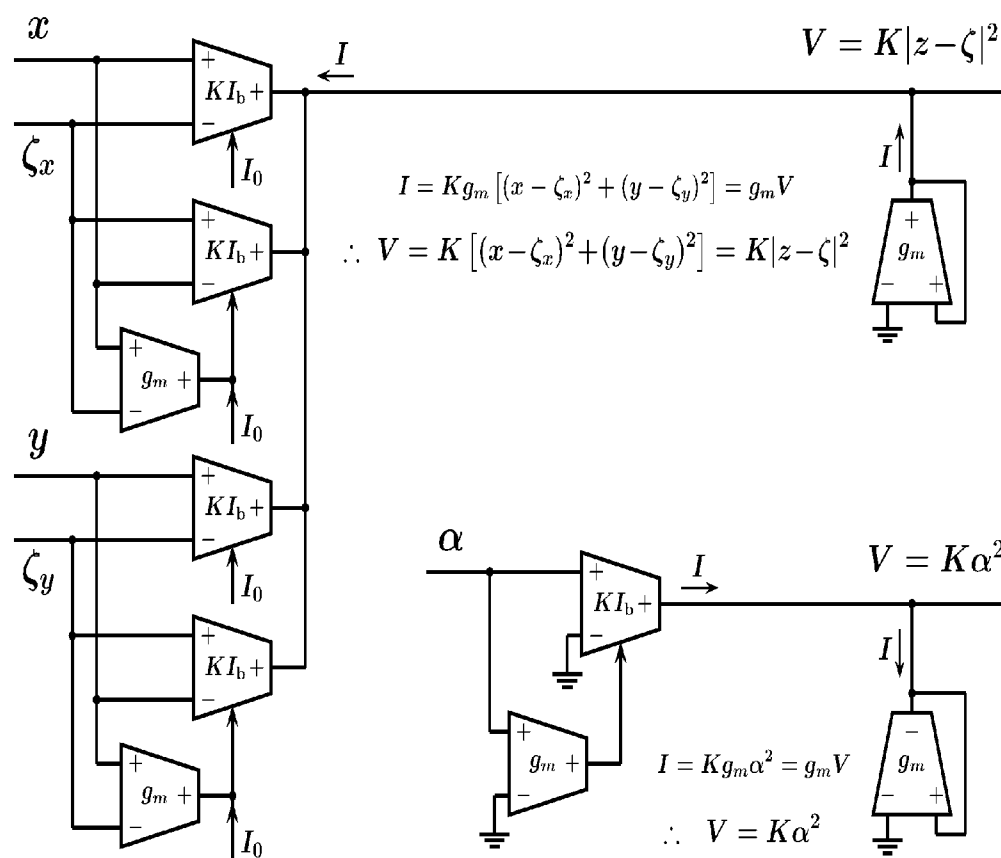 x
V = K|z−ζ|²
+
KI_b +
−
I
ζ_x
I_0
I
I = Kg_m [(x − ζ_x)² + (y − ζ_y)²] = g_m V
+
KI_b +
−
∴ V = K [(x−ζ_x)²+(y−ζ_y)²] = K|z−ζ|²
+
g_m
− +
+
g_m +
−
I_0
y
+
KI_b +
−
ζ_y
I_0
α
V = Kα²
+
KI_b +
−
I
+
KI_b +
−
I
+
g_m +
−
I_0
+
g_m +
−
I = Kg_m α² = g_m V
∴ V = Kα²
−
g_m
− +